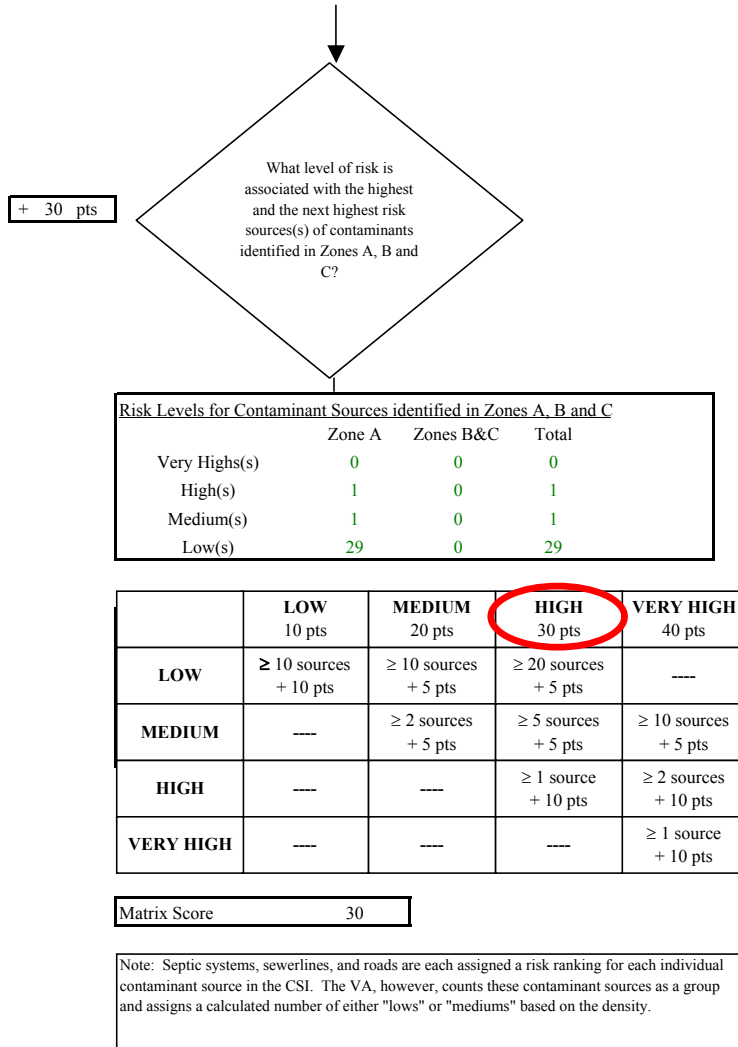 What level of risk is
associated with the highest
and the next highest risk
sources(s) of contaminants
identified in Zones A, B and
C?
+ 30 pts
Risk Levels for Contaminant Sources identified in Zones A, B and C
Zone A Zones B&C Total
Very Highs(s) 0 0 0
High(s) 1 0 1
Medium(s) 1 0 1
Low(s) 29 0 29
LOW MEDIUM HIGH VERY HIGH
10 pts 20 pts 30 pts 40 pts
LOW ≥ 10 sources + 10 pts ≥ 10 sources + 5 pts ≥ 20 sources + 5 pts ----
MEDIUM ---- ≥ 2 sources + 5 pts ≥ 5 sources + 5 pts ≥ 10 sources + 5 pts
HIGH ---- ---- ≥ 1 source + 10 pts ≥ 2 sources + 10 pts
VERY HIGH ---- ---- ---- ≥ 1 source + 10 pts
Matrix Score 30
Note: Septic systems, sewerlines, and roads are each assigned a risk ranking for each individual
contaminant source in the CSI. The VA, however, counts these contaminant sources as a group
and assigns a calculated number of either "lows" or "mediums" based on the density.